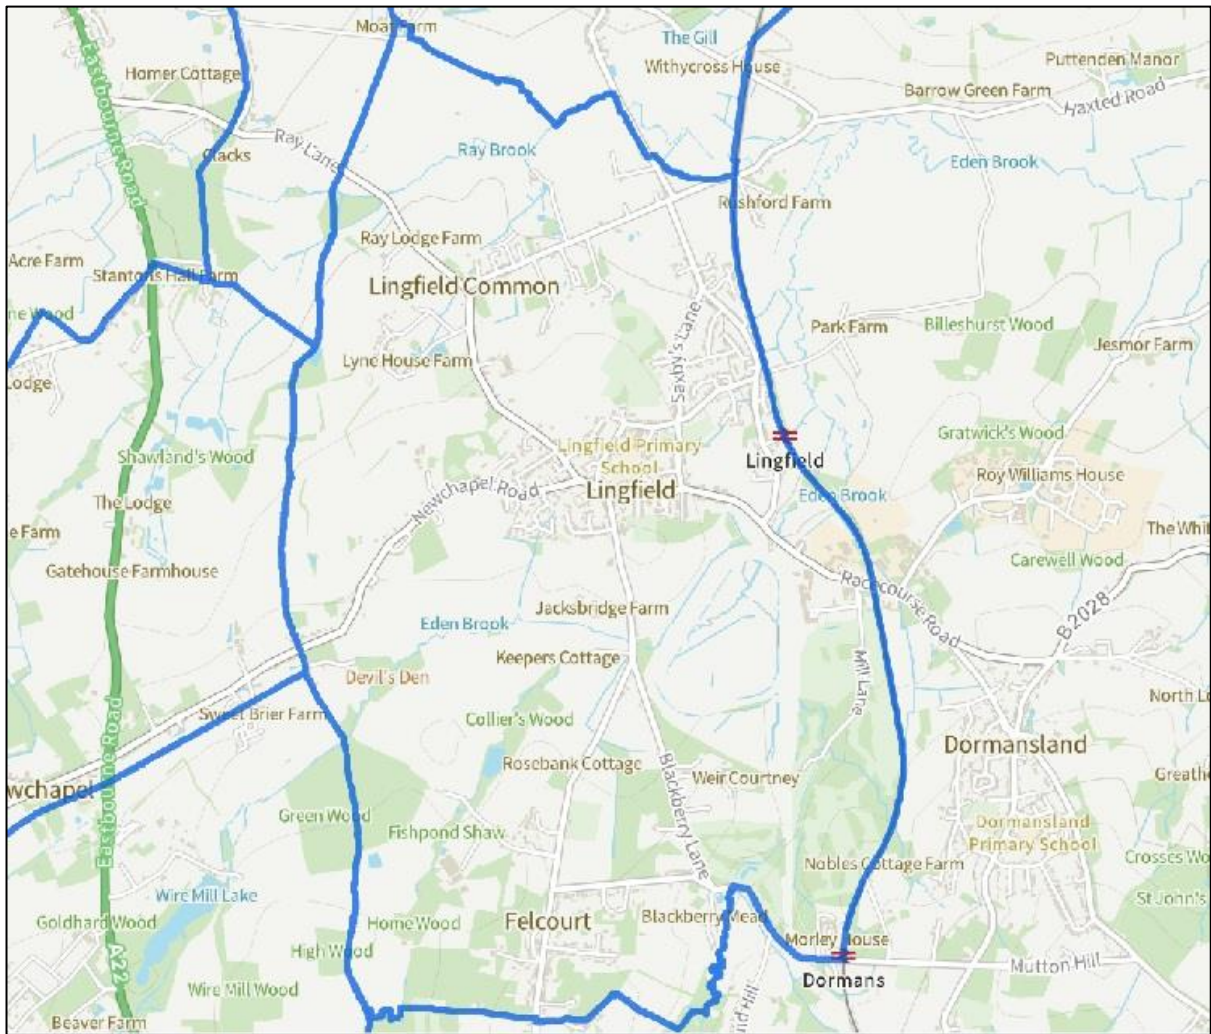 Moat Farm
The Gill
Withycross House
Puttenden Manor
Homer Cottage
Barrow Green Farm
Haxted Road
Eastbourne Road
Ray Lane
Clacks
Ray Brook
Eden Brook
Rushford Farm
Ray Lodge Farm
Acre Farm
Stantons Hall Farm
Lingfield Common
Park Farm
Billeshurst Wood
Jesmor Farm
Lyne House Farm
Saxby's Lane
Lodge
Shawland's Wood
Lingfield Primary
School
Lingfield
Gratwick's Wood
Roy Williams House
The Lodge
Newchapel Road
Lingfield
Eden Brook
e Farm
The Whit
Gatehouse Farmhouse
Carewell Wood
Racecourse Road
Jacksbridge Farm
Eden Brook
B 2028
Keepers Cottage
Devil's Den
Mill Lane
North Lo
Sweet Brier Farm
Collier's Wood
Dormansland
Rosebank Cottage
Weir Courtney
Blackberry Lane
wchapel
Greath
Eastbourne Road
Green Wood
Fishpond Shaw
Dormansland
Primary School
Crosses Wo
Nobles Cottage Farm
Wire Mill Lake
St John's
Goldhard Wood
Home Wood
Felcourt
Blackberry Mead
Morley House
High Wood
A22
Mutton Hill
Dormans
Wire Mill Wood
Beaver Farm